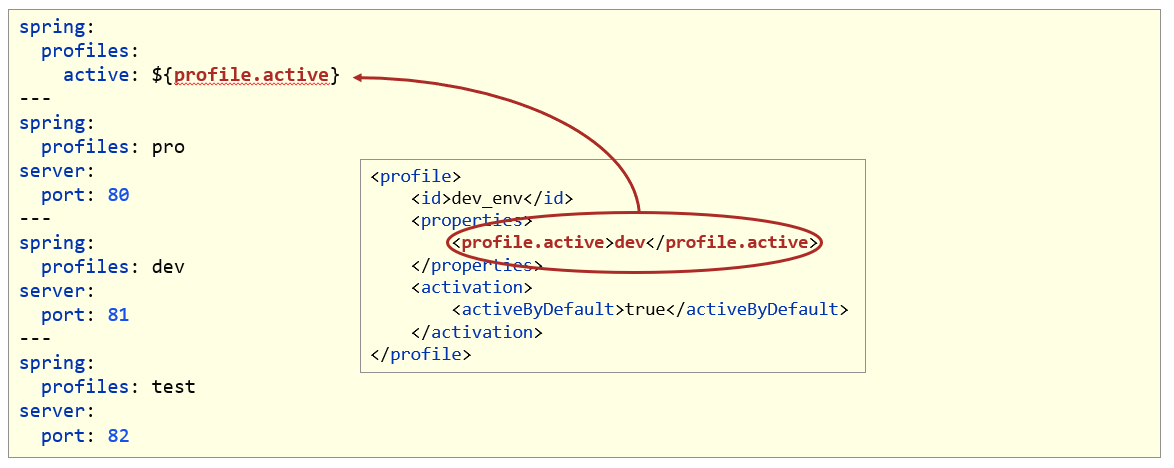 spring:
  profiles:
    active: ${profile.active}
---
spring:
  profiles: pro
server:
  port: 80
---
spring:
  profiles: dev
server:
  port: 81
---
spring:
  profiles: test
server:
  port: 82
<profile>
    <id>dev_env</id>
    <properties>
        <profile.active>dev</profile.active>
    </properties>
    <activation>
        <activeByDefault>true</activeByDefault>
    </activation>
</profile>